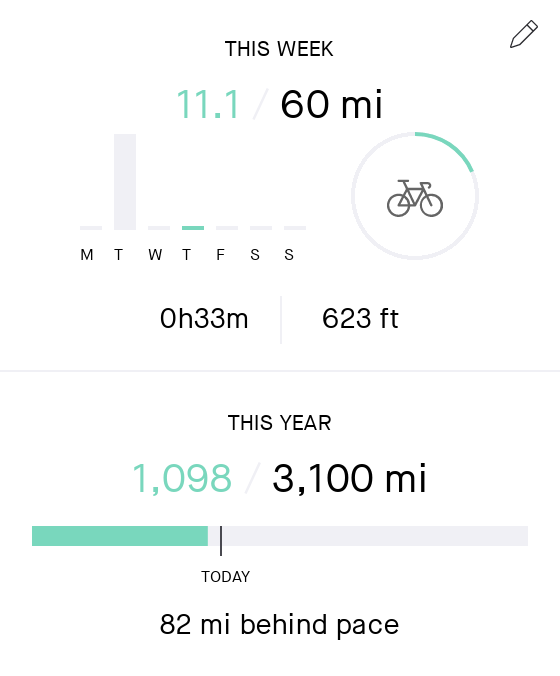 THIS WEEK
11.1 / 60 mi
M T W T F S S
0h33m 623 ft
THIS YEAR
1,098 / 3,100 mi
TODAY
82 mi behind pace